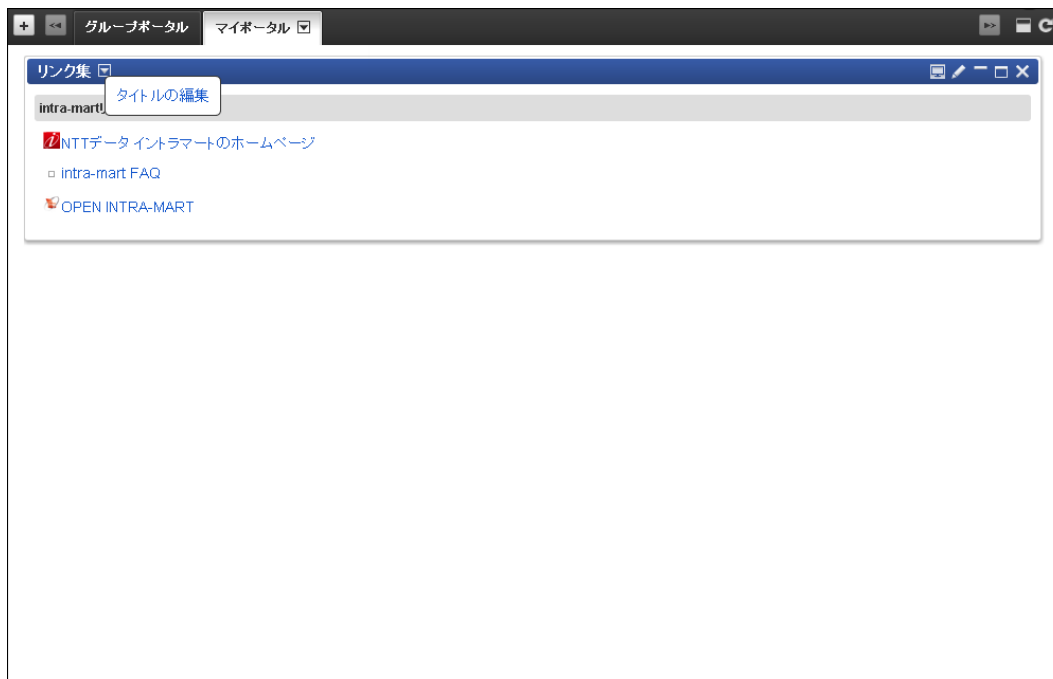 グループポータル マイポータル
リンク集
タイトルの編集
intra-mart
NTTデータ イントラマートのホームページ
intra-mart FAQ
OPEN INTRA-MART